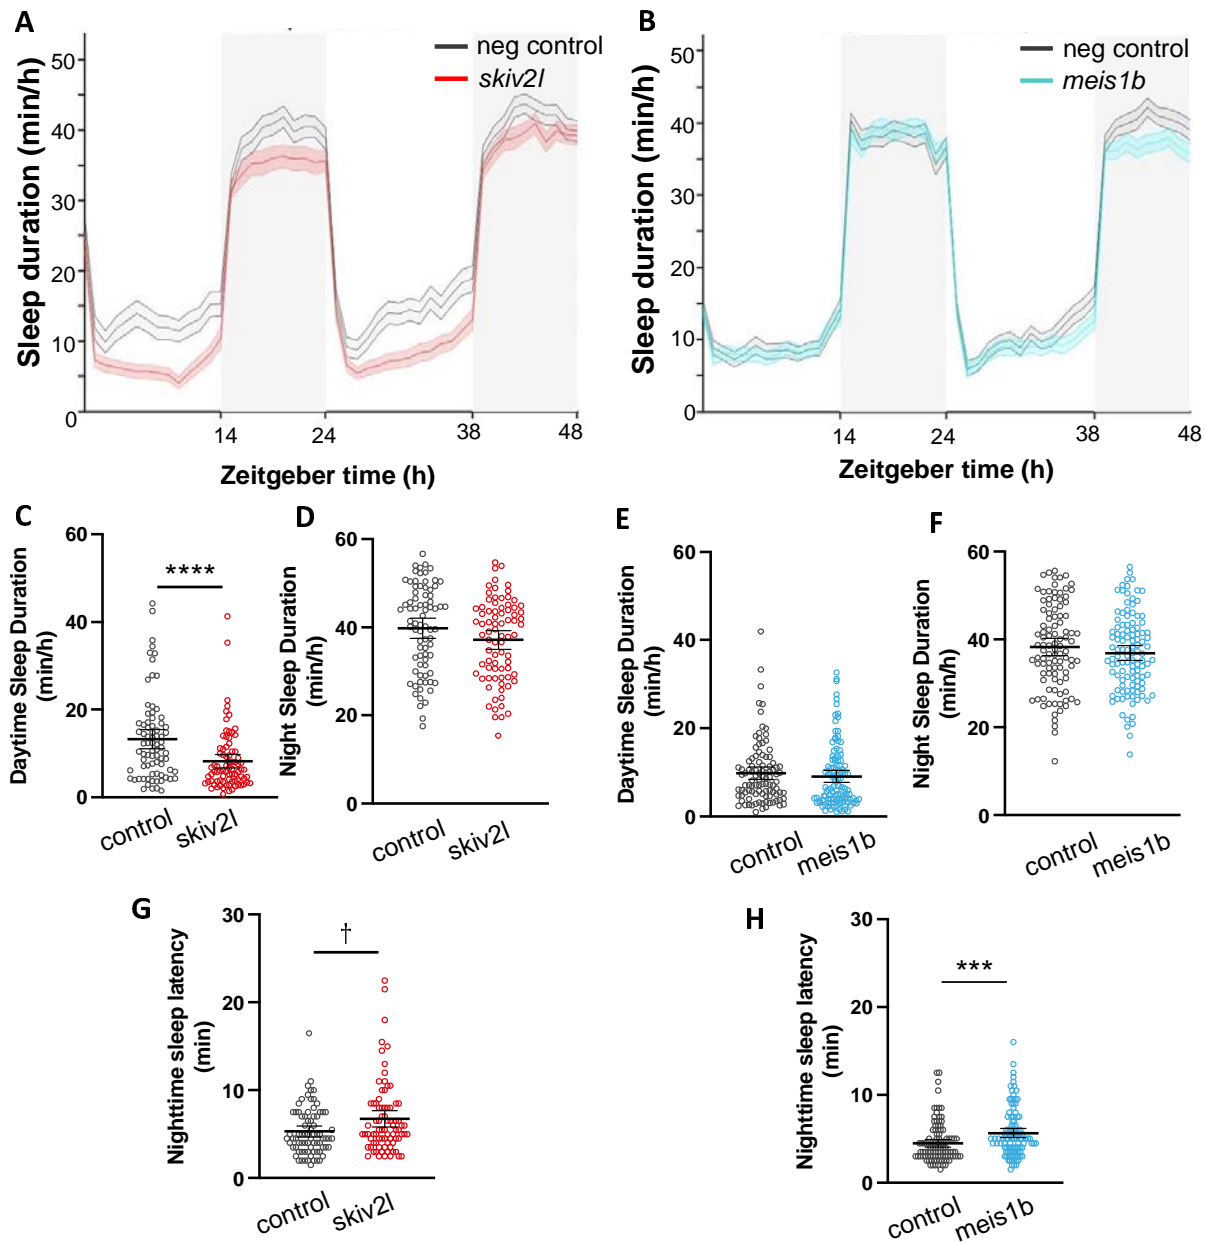 A
neg control
skiv2l
Sleep duration (min/h)
50
40
30
20
10
0
14
24
38
48
Zeitgeber time (h)
B
neg control
meis1b
Sleep duration (min/h)
50
40
30
20
10
0
14
24
38
48
Zeitgeber time (h)
C
Daytime Sleep Duration
(min/h)
60
40
20
0
****
control
skiv2l
D
Night Sleep Duration
(min/h)
60
40
20
0
control
skiv2l
E
Daytime Sleep Duration
(min/h)
60
40
20
0
control
meis1b
F
Night Sleep Duration
(min/h)
60
40
20
0
control
meis1b
G
Nighttime sleep latency
(min)
30
20
10
0
†
control
skiv2l
H
Nighttime sleep latency
(min)
30
20
10
0
***
control
meis1b